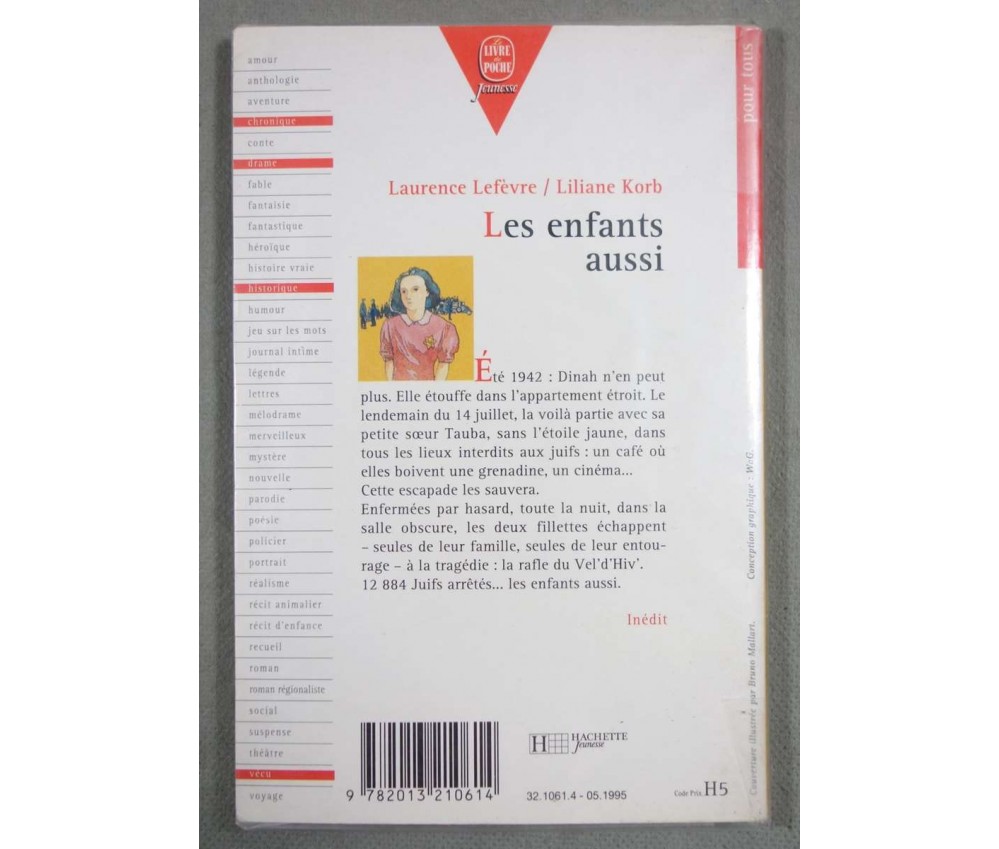 Le
LIVRE
de
POCHE
Jeunesse
pour tous
amour
anthologie
aventure
chronique
conte
drame
fable
fantaisie
fantastique
héroïque
histoire vraie
historique
humour
jeu sur les mots
journal intime
légende
lettres
mélodrame
merveilleux
mystère
nouvelle
parodie
poésie
policier
portrait
réalisme
récit animalier
récit d'enfance
recueil
roman
roman régionaliste
social
suspense
théâtre
vécu
voyage
Laurence Lefèvre / Liliane Korb
Les enfants
aussi
Été 1942 : Dinah n'en peut
plus. Elle étouffe dans l'appartement étroit. Le
lendemain du 14 juillet, la voilà partie avec sa
petite sœur Tauba, sans l'étoile jaune, dans
tous les lieux interdits aux juifs : un café où
elles boivent une grenadine, un cinéma...
Cette escapade les sauvera.
Enfermées par hasard, toute la nuit, dans la
salle obscure, les deux fillettes échappent
– seules de leur famille, seules de leur entou-
rage – à la tragédie : la rafle du Vel'd'Hiv'.
12 884 Juifs arrêtés... les enfants aussi.
Inédit
9 782013 210614
H HACHETTE
Jeunesse
32.1061.4 - 05.1995
Code Prix H5
Couverture illustrée par Bruno Mallart.
Conception graphique : W∞G.